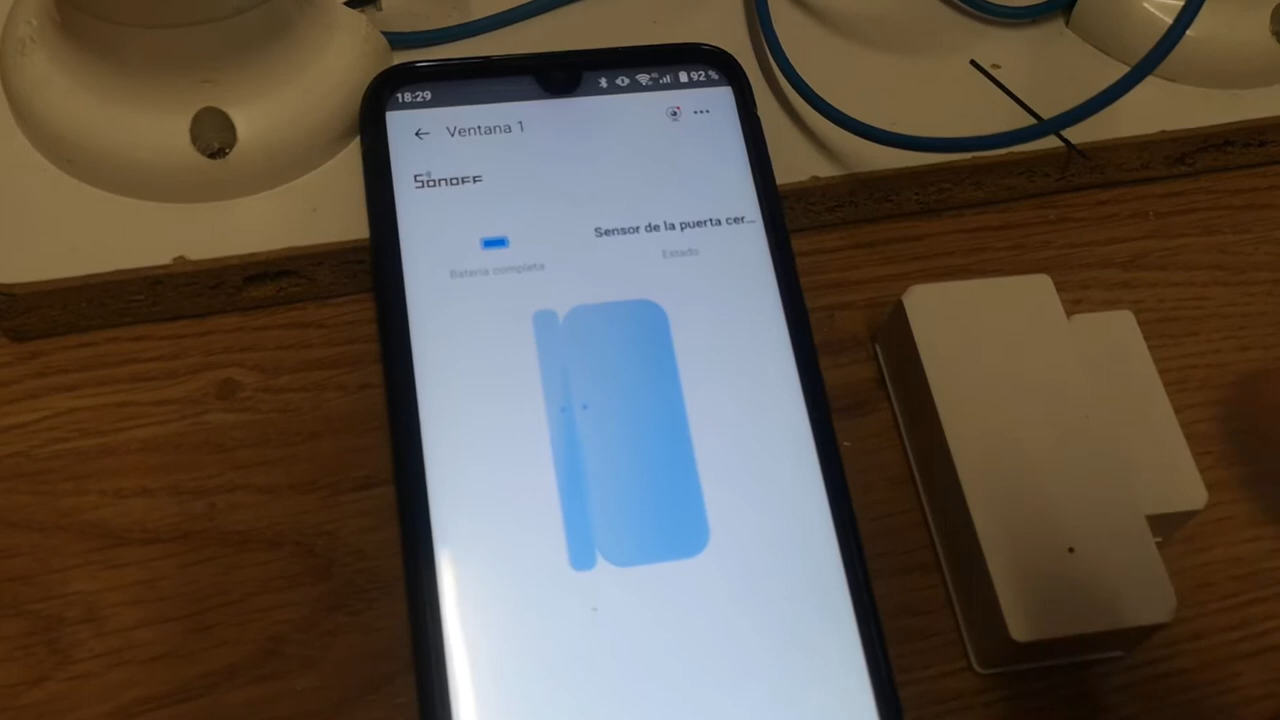 18:29
92%
Ventana 1
SONOFF
Sensor de la puerta cer...
Batería completa
Estado